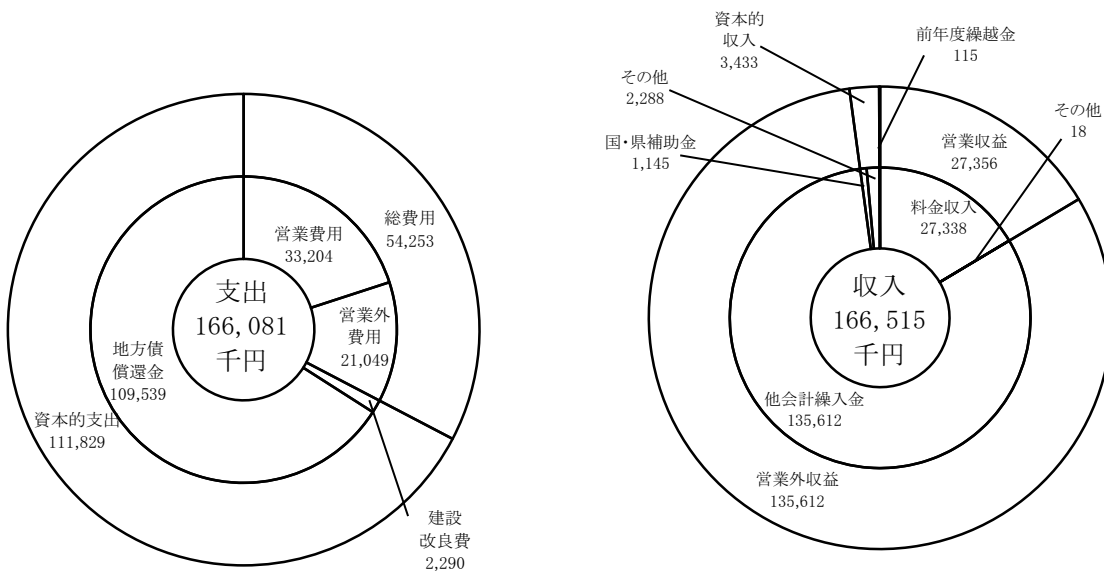 支出
166,081
千円
営業費用
33,204
総費用
54,253
営業外
費用
21,049
地方債
償還金
109,539
資本的支出
111,829
建設
改良費
2,290
収入
166,515
千円
資本的
収入
3,433
前年度繰越金
115
その他
2,288
その他
18
国・県補助金
1,145
営業収益
27,356
料金収入
27,338
他会計繰入金
135,612
営業外収益
135,612